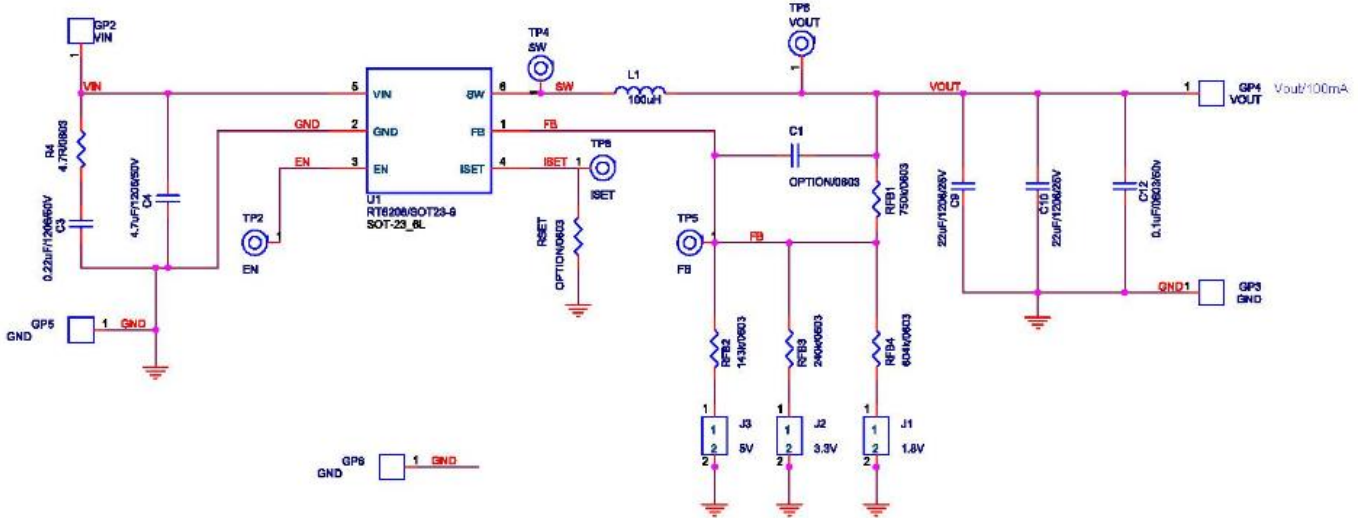 GP2
VIN
1
VIN
R4
4.7R/0603
C3
0.22uF/1206/50V
4.7uF/1206/50V
C4
GP5
GND
1
GND
GND
EN
TP2
1
EN
5
2
3
VIN
GND
EN
SW
FB
ISET
6
1
4
U1
RT6208/SOT23-6
SOT-23_6L
SW
FB
ISET
1
TP4
SW
1
L1
100uH
TP6
ISET
RSET
OPTION/0603
TP6
VOUT
1
C1
OPTION/0603
RFB1
750k/0603
TP5
1
FB
FB
RFB2
143k/0603
RFB3
240k/0603
RFB4
604k/0603
1
1
2
2
J3
5V
1
1
2
2
J2
3.3V
1
1
2
2
J1
1.8V
VOUT
22uF/1206/25V
C9
22uF/1206/25V
C10
C12
0.1uF/0603/50v
1
GP4
VOUT
Vout/100mA
GND
1
GP3
GND
GP6
GND
1
GND